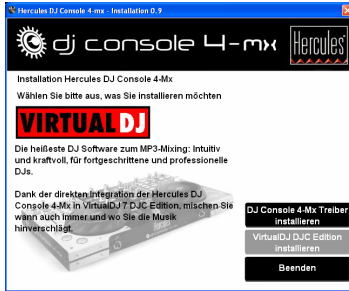 Hercules DJ Console 4-mx - Installation 0.9
dj console 4-mx Hercules
Installation Hercules DJ Console 4-Mx
Wählen Sie bitte aus, was Sie installieren möchten
VIRTUAL DJ
Die heißeste DJ Software zum MP3-Mixing: Intuitiv
und kraftvoll, für fortgeschrittene und professionelle
DJs.
Dank der direkten Integration der Hercules DJ
Console 4-Mx in VirtualDJ 7 DJC Edition, mischen Sie
wann auch immer und wo Sie die Musik
hinverschlägt.
DJ Console 4-Mx Treiber
installieren
VirtualDJ DJC Edition
installieren
Beenden